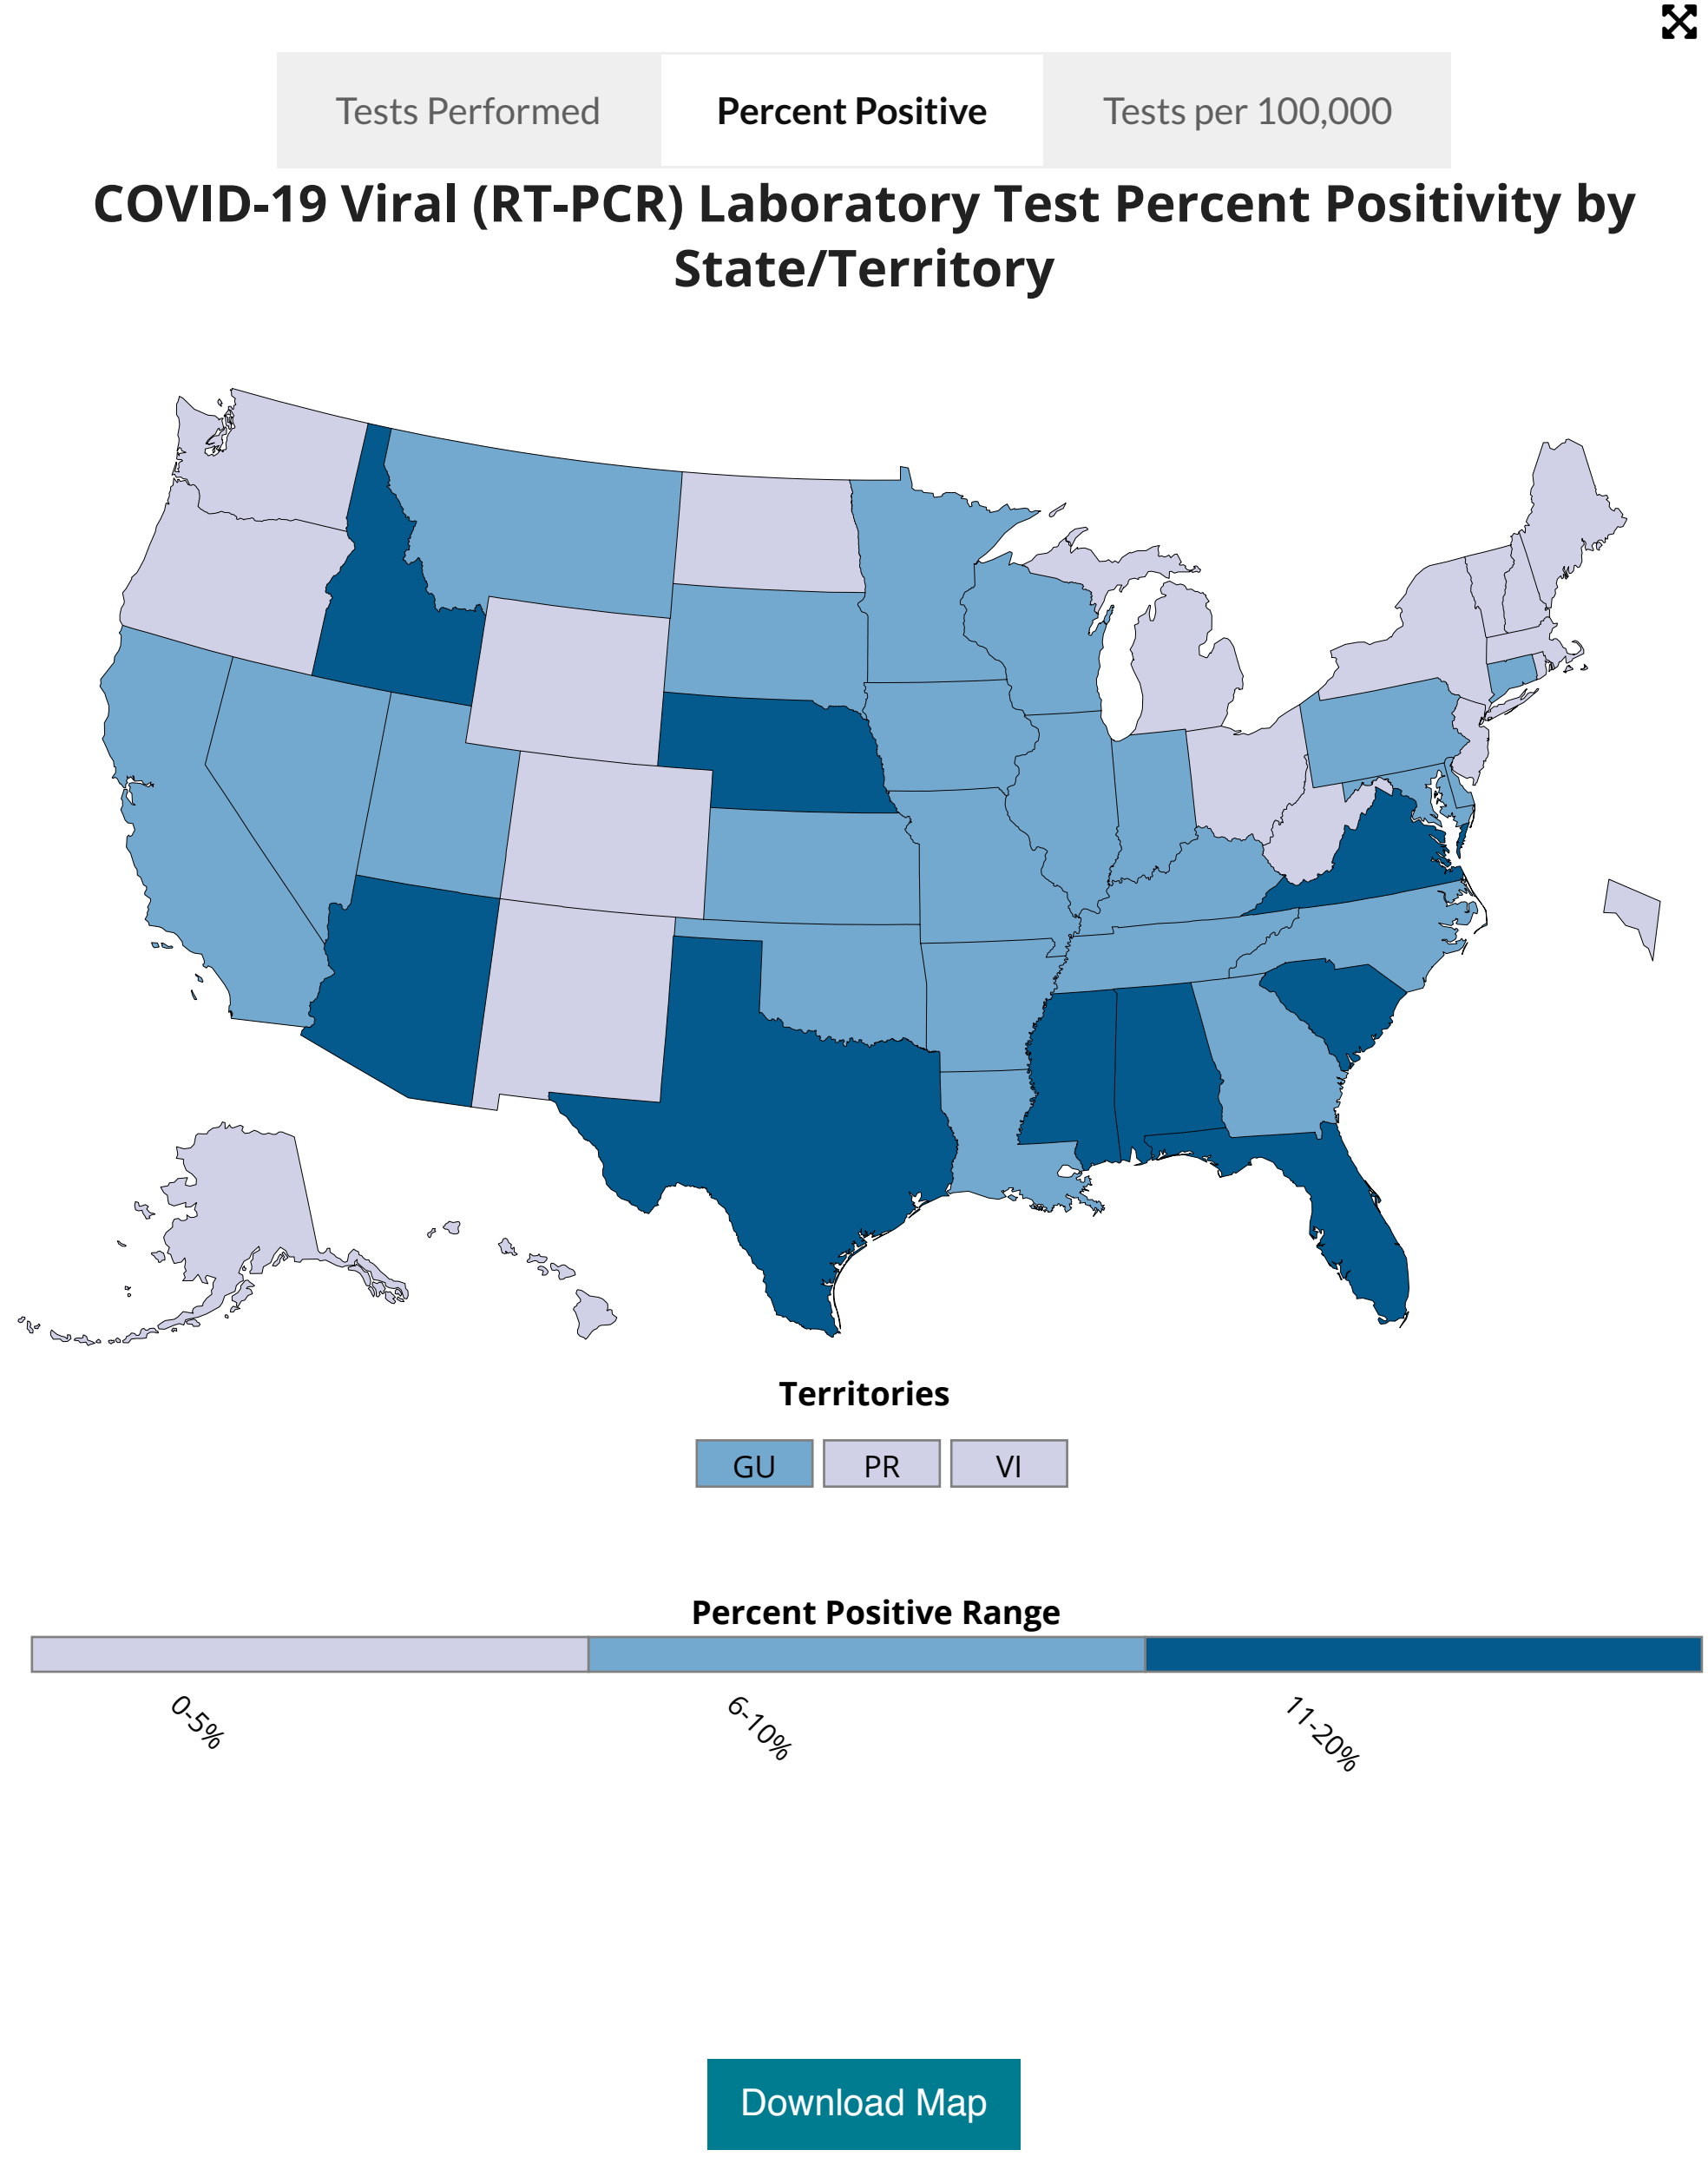 Tests Performed Percent Positive Tests per 100,000
COVID-19 Viral (RT-PCR) Laboratory Test Percent Positivity by
State/Territory
Territories
GU PR VI
Percent Positive Range
0-5% 6-10% 11-20%
Download Map